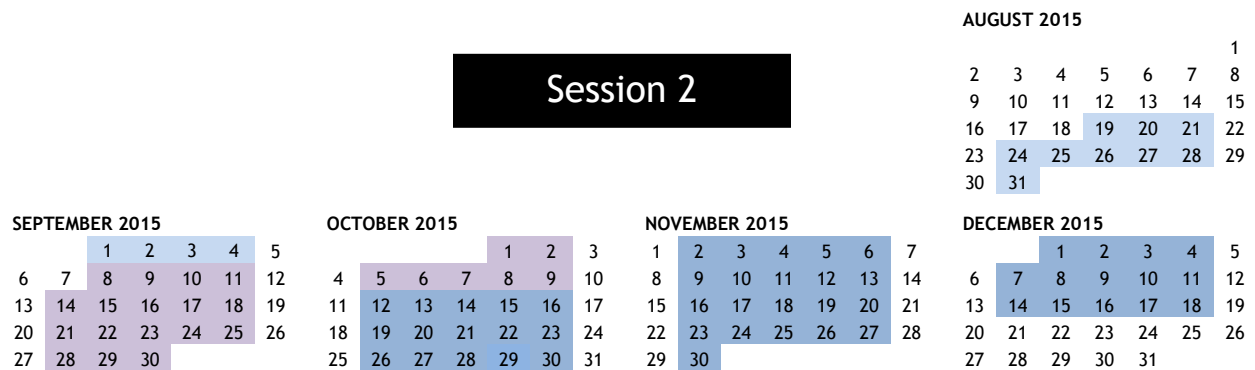 AUGUST 2015
1
Session 2
2 3 4 5 6 7 8
9 10 11 12 13 14 15
16 17 18 19 20 21 22
23 24 25 26 27 28 29
30 31
SEPTEMBER 2015
1 2 3 4 5
6 7 8 9 10 11 12
13 14 15 16 17 18 19
20 21 22 23 24 25 26
27 28 29 30
OCTOBER 2015
1 2 3
4 5 6 7 8 9 10
11 12 13 14 15 16 17
18 19 20 21 22 23 24
25 26 27 28 29 30 31
NOVEMBER 2015
1 2 3 4 5 6 7
8 9 10 11 12 13 14
15 16 17 18 19 20 21
22 23 24 25 26 27 28
29 30
DECEMBER 2015
1 2 3 4 5
6 7 8 9 10 11 12
13 14 15 16 17 18 19
20 21 22 23 24 25 26
27 28 29 30 31